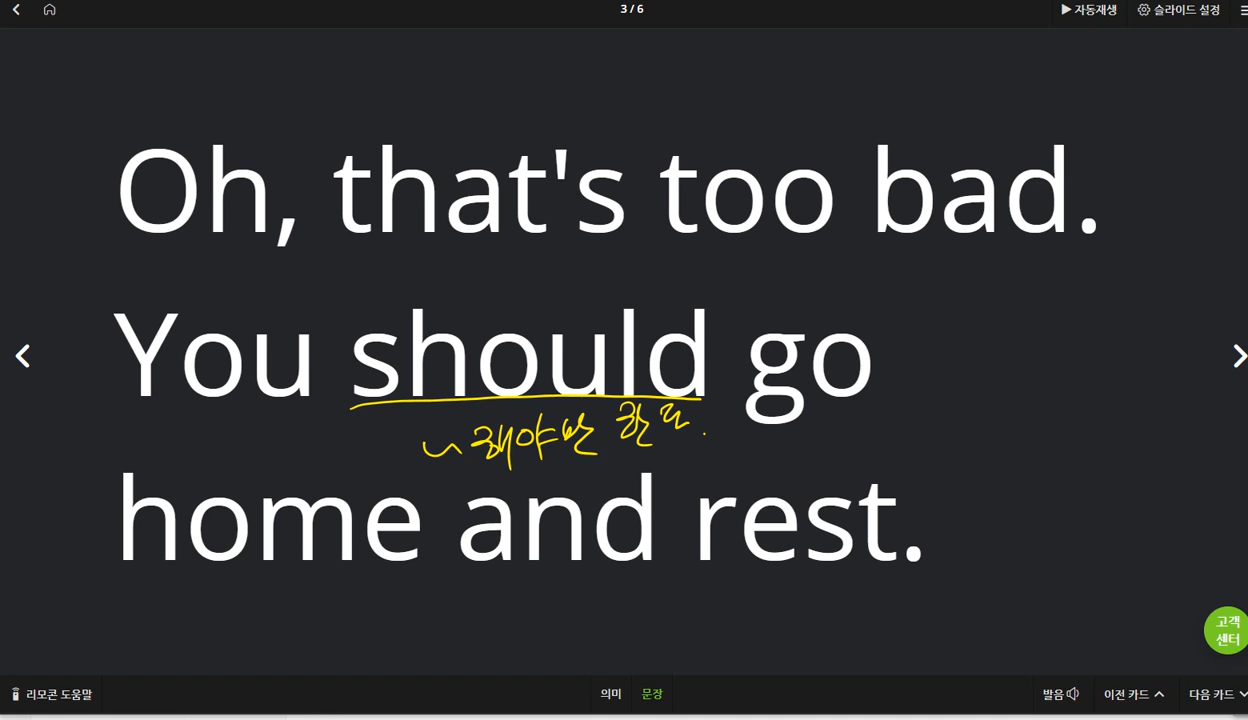 3 / 6
자동재생
슬라이드 설정
Oh, that's too bad.
You should go
~해야만 한다.
home and rest.
고객
센터
리모콘 도움말
의미
문장
발음
이전 카드
다음 카드